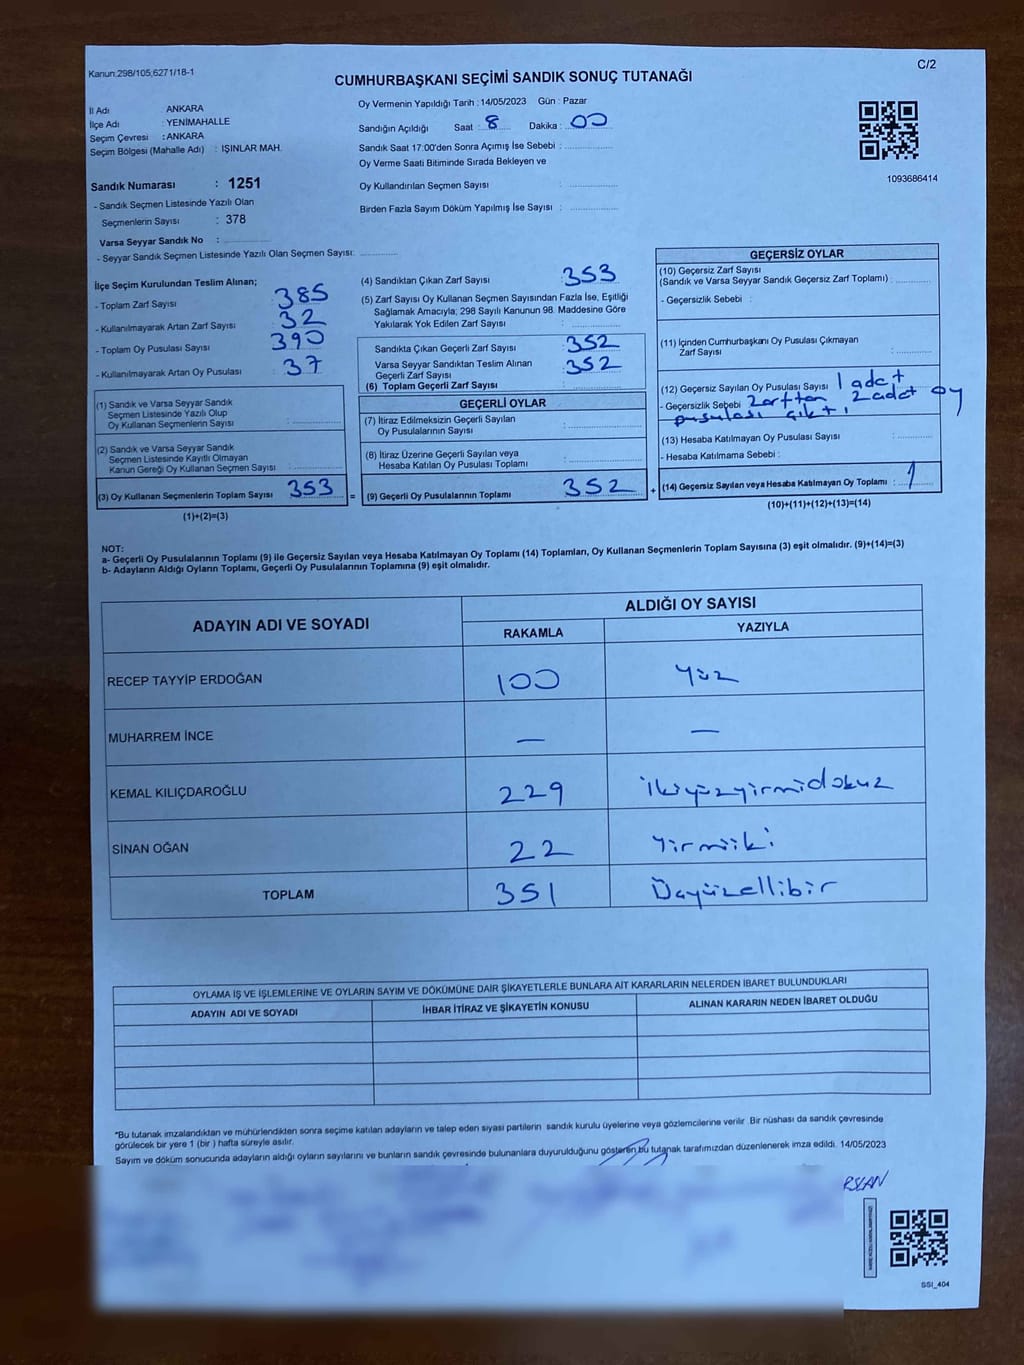 Kanun:298/105,6271/18-1
C/2
CUMHURBAŞKANI SEÇİMİ SANDIK SONUÇ TUTANAĞI
İl Adı : ANKARA
İlçe Adı : YENİMAHALLE
Seçim Çevresi : ANKARA
Seçim Bölgesi (Mahalle Adı) : IŞINLAR MAH.
Sandık Numarası : 1251
- Sandık Seçmen Listesinde Yazılı Olan
Seçmenlerin Sayısı : 378
Varsa Seyyar Sandık No :
- Seyyar Sandık Seçmen Listesinde Yazılı Olan Seçmen Sayısı:
Oy Vermenin Yapıldığı Tarih : 14/05/2023 Gün : Pazar
Sandığın Açıldığı Saat : 8 Dakika : 00
Sandık Saat 17:00'den Sonra Açımış İse Sebebi :
Oy Verme Saati Bitiminde Sırada Bekleyen ve
Oy Kullandırılan Seçmen Sayısı :
Birden Fazla Sayım Döküm Yapılmış İse Sayısı :
1093686414
İlçe Seçim Kurulundan Teslim Alınan;
- Toplam Zarf Sayısı 385
- Kullanılmayarak Artan Zarf Sayısı 32
- Toplam Oy Pusulası Sayısı 390
- Kullanılmayarak Artan Oy Pusulası 37
(1) Sandık ve Varsa Seyyar Sandık
Seçmen Listesinde Yazılı Olup
Oy Kullanan Seçmenlerin Sayısı :
(2) Sandık ve Varsa Seyyar Sandık
Seçmen Listesinde Kayıtlı Olmayan
Kanun Gereği Oy Kullanan Seçmen Sayısı :
(3) Oy Kullanan Seçmenlerin Toplam Sayısı 353 =
(1)+(2)=(3)
(4) Sandıktan Çıkan Zarf Sayısı : 353
(5) Zarf Sayısı Oy Kullanan Seçmen Sayısından Fazla İse, Eşitliği
Sağlamak Amacıyla; 298 Sayılı Kanunun 98. Maddesine Göre
Yakılarak Yok Edilen Zarf Sayısı :
Sandıkta Çıkan Geçerli Zarf Sayısı : 352
Varsa Seyyar Sandıktan Teslim Alınan
Geçerli Zarf Sayısı : 352
(6) Toplam Geçerli Zarf Sayısı :
GEÇERLİ OYLAR
(7) İtiraz Edilmeksizin Geçerli Sayılan
Oy Pusulalarının Sayısı :
(8) İtiraz Üzerine Geçerli Sayılan veya
Hesaba Katılan Oy Pusulası Toplamı :
(9) Geçerli Oy Pusulalarının Toplamı : 352 +
GEÇERSİZ OYLAR
(10) Geçersiz Zarf Sayısı
(Sandık ve Varsa Seyyar Sandık Geçersiz Zarf Toplamı) :
- Geçersizlik Sebebi :
(11) İçinden Cumhurbaşkanı Oy Pusulası Çıkmayan
Zarf Sayısı :
(12) Geçersiz Sayılan Oy Pusulası Sayısı 1 adet
- Geçersizlik Sebebi Zarftan 2 adet oy
pusulası çıktı.
(13) Hesaba Katılmayan Oy Pusulası Sayısı :
- Hesaba Katılmama Sebebi :
(14) Geçersiz Sayılan veya Hesaba Katılmayan Oy Toplamı : 1
(10)+(11)+(12)+(13)=(14)
NOT:
a- Geçerli Oy Pusulalarının Toplamı (9) ile Geçersiz Sayılan veya Hesaba Katılmayan Oy Toplamı (14) Toplamları, Oy Kullanan Seçmenlerin Toplam Sayısına (3) eşit olmalıdır. (9)+(14)=(3)
b- Adayların Aldığı Oyların Toplamı, Geçerli Oy Pusulalarının Toplamına (9) eşit olmalıdır.
ADAYIN ADI VE SOYADI ALDIĞI OY SAYISI
RAKAMLA YAZIYLA
RECEP TAYYİP ERDOĞAN 100 Yüz
MUHARREM İNCE — —
KEMAL KILIÇDAROĞLU 229 İkiyüzyirmidokuz
SİNAN OĞAN 22 Yirmiiki
TOPLAM 351 Üçyüzellibir
OYLAMA İŞ VE İŞLEMLERİNE VE OYLARIN SAYIM VE DÖKÜMÜNE DAİR ŞİKAYETLERLE BUNLARA AİT KARARLARIN NELERDEN İBARET BULUNDUKLARI
ADAYIN ADI VE SOYADI İHBAR İTİRAZ VE ŞİKAYETİN KONUSU ALINAN KARARIN NEDEN İBARET OLDUĞU
*Bu tutanak imzalandıktan ve mühürlendikten sonra seçime katılan adayların ve talep eden siyasi partilerin sandık kurulu üyelerine veya gözlemcilerine verilir. Bir nüshası da sandık çevresinde
görülecek bir yere 1 (bir ) hafta süreyle asılır.
Sayım ve döküm sonucunda adayların aldığı oyların sayılarını ve bunların sandık çevresinde bulunanlara duyurulduğunu gösteren bu tutanak tarafımızdan düzenlenerek imza edildi. 14/05/2023
RSLAN
SSI_404